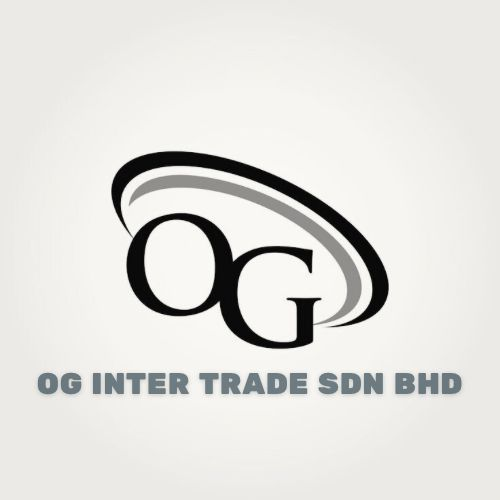 OG
OG INTER TRADE SDN BHD